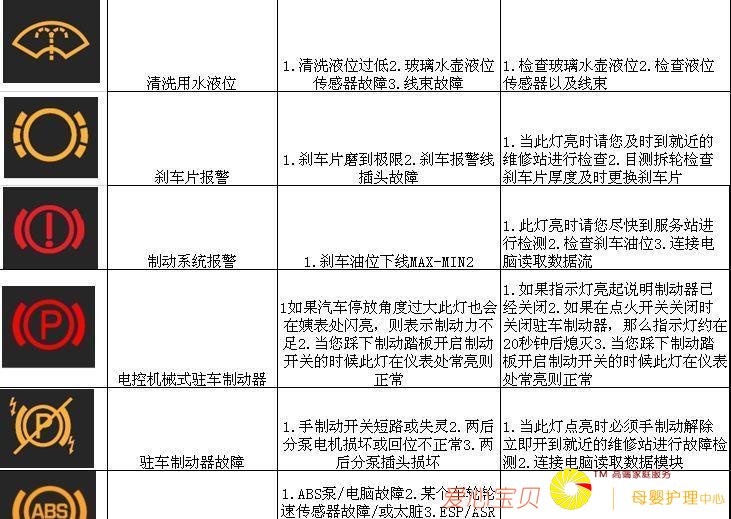 清洗用水液位
1.清洗液位过低2.玻璃水壶液位
传感器故障3.线束故障
1.检查玻璃水壶液位2.检查液位
传感器以及线束
刹车片报警
1.刹车片磨到极限2.刹车报警线
插头故障
1.当此灯亮时请您及时到就近的
维修站进行检查2.目测拆轮检查
刹车片厚度及时更换刹车片
制动系统报警
1.刹车油位下线MAX-MIN2
1.此灯亮时请您尽快到服务站进
行检测2.检查刹车油位3.连接电
脑读取数据流
P
电控机械式驻车制动器
1如果汽车停放角度过大此灯也会
在姨表处闪亮，则表示制动力不
足2.当您踩下制动踏板开启制动
开关的时候此灯在仪表处常亮则
正常
1.如果指示灯亮起说明制动器已
经关闭2.如果在点火开关关闭时
关闭驻车制动器，那么指示灯约在
20秒钟后熄灭3.当您踩下制动踏
板开启制动开关的时候此灯在仪表
处常亮则正常
P
驻车制动器故障
1.手制动开关短路或失灵2.两后
分泵电机损坏或回位不正常3.两
后分泵插头损坏
1.当此灯点亮时必须手制动解除
立即开到就近的维修站进行故障检
测2.连接电脑读取数据模块
ABS
1.ABS泵/电脑故障2.某个车轮轮
速传感器故障/或太脏3.ESP/ASR
爱心宝贝
TM 高端家庭服务
母婴护理中心